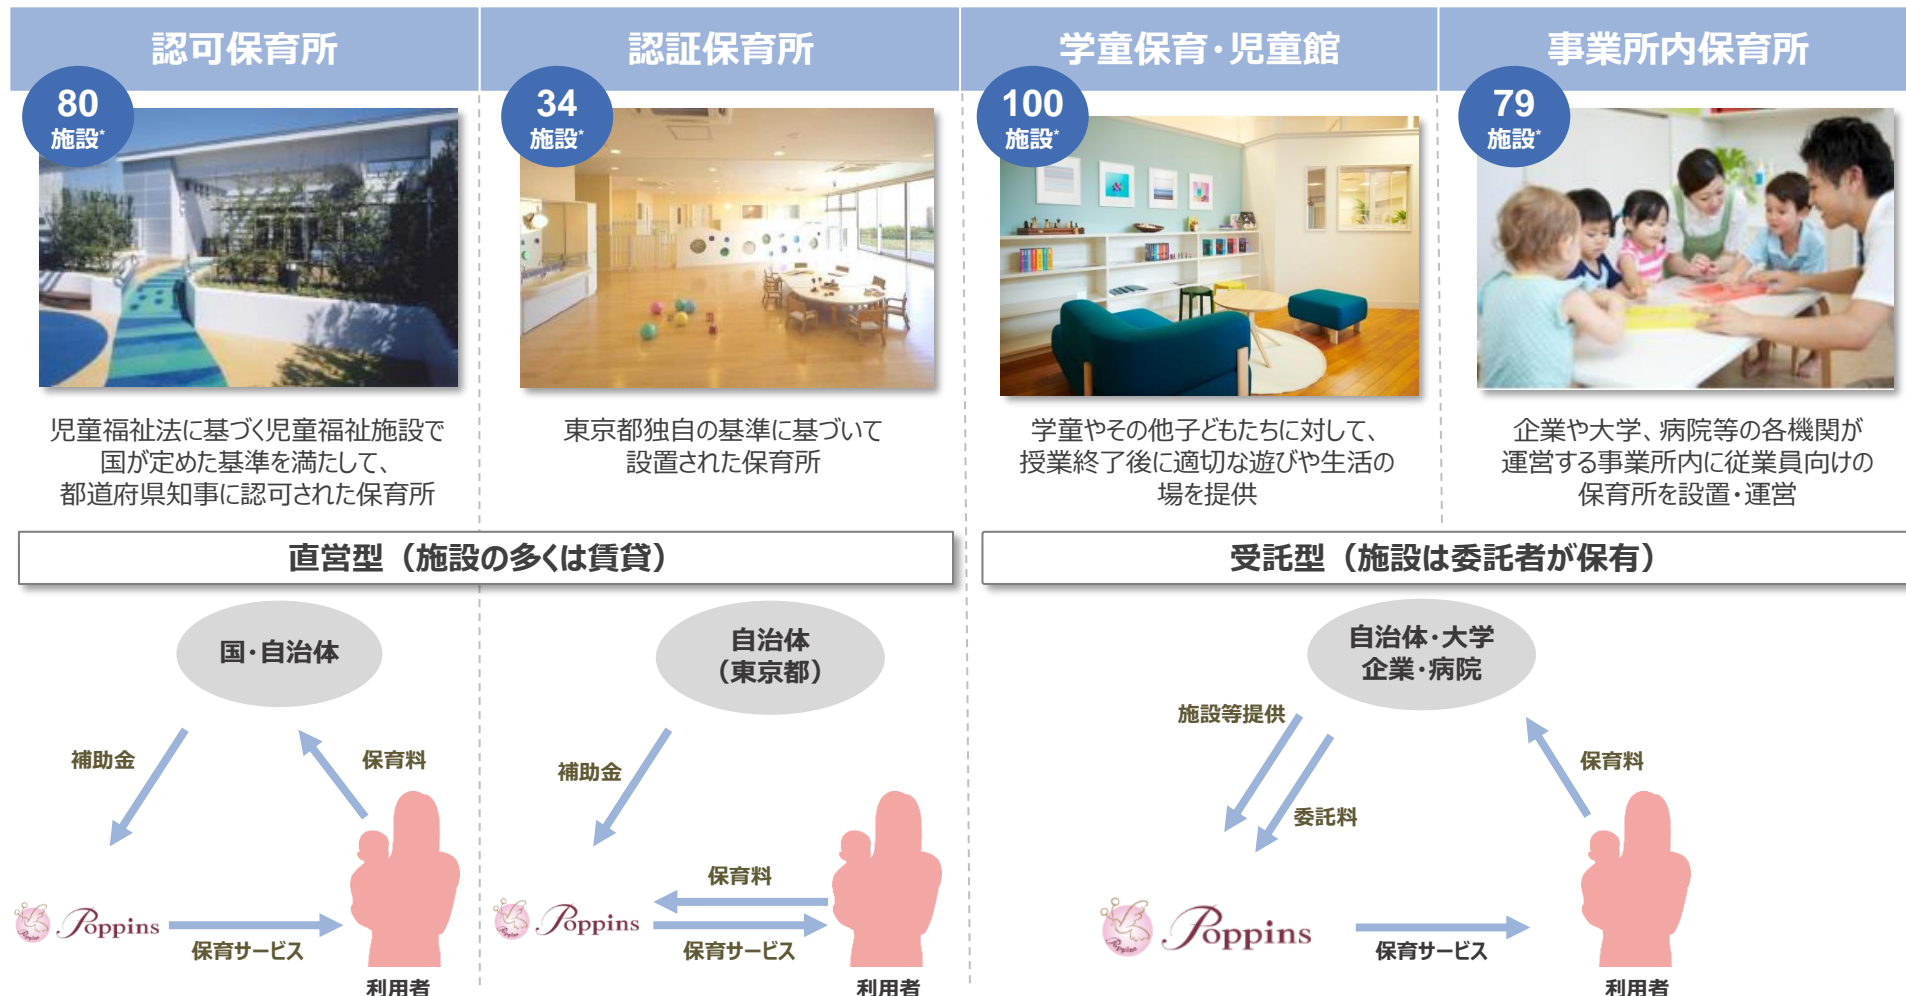 認可保育所
認証保育所
学童保育・児童館
事業所内保育所
80
施設*
34
施設*
100
施設*
79
施設*
児童福祉法に基づく児童福祉施設で
国が定めた基準を満たして、
都道府県知事に認可された保育所
東京都独自の基準に基づいて
設置された保育所
学童やその他子どもたちに対して、
授業終了後に適切な遊びや生活の
場を提供
企業や大学、病院等の各機関が
運営する事業所内に従業員向けの
保育所を設置・運営
直営型（施設の多くは賃貸）
受託型（施設は委託者が保有）
国・自治体
補助金
保育料
Poppins
Poppins
保育サービス
利用者
自治体
（東京都）
補助金
保育料
Poppins
Poppins
保育サービス
利用者
自治体・大学
企業・病院
施設等提供
委託料
保育料
Poppins
Poppins
保育サービス
利用者